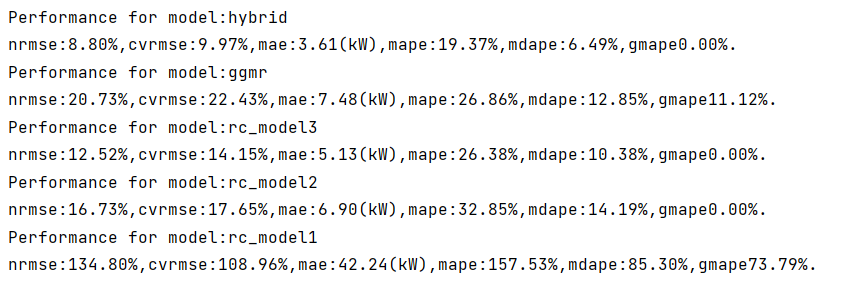 Performance for model:hybrid
nrmse:8.80%,cvrmse:9.97%,mae:3.61(kW),mape:19.37%,mdape:6.49%,gmape0.00%.
Performance for model:ggmr
nrmse:20.73%,cvrmse:22.43%,mae:7.48(kW),mape:26.86%,mdape:12.85%,gmape11.12%.
Performance for model:rc_model3
nrmse:12.52%,cvrmse:14.15%,mae:5.13(kW),mape:26.38%,mdape:10.38%,gmape0.00%.
Performance for model:rc_model2
nrmse:16.73%,cvrmse:17.65%,mae:6.90(kW),mape:32.85%,mdape:14.19%,gmape0.00%.
Performance for model:rc_model1
nrmse:134.80%,cvrmse:108.96%,mae:42.24(kW),mape:157.53%,mdape:85.30%,gmape73.79%.